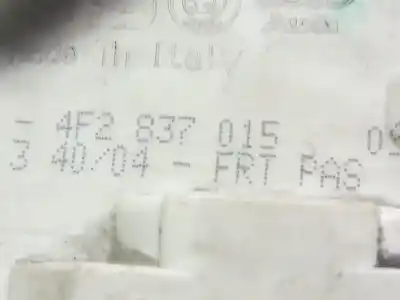 Made in Italy
- 4F2 837 015
3 40/04 - FRT PAS